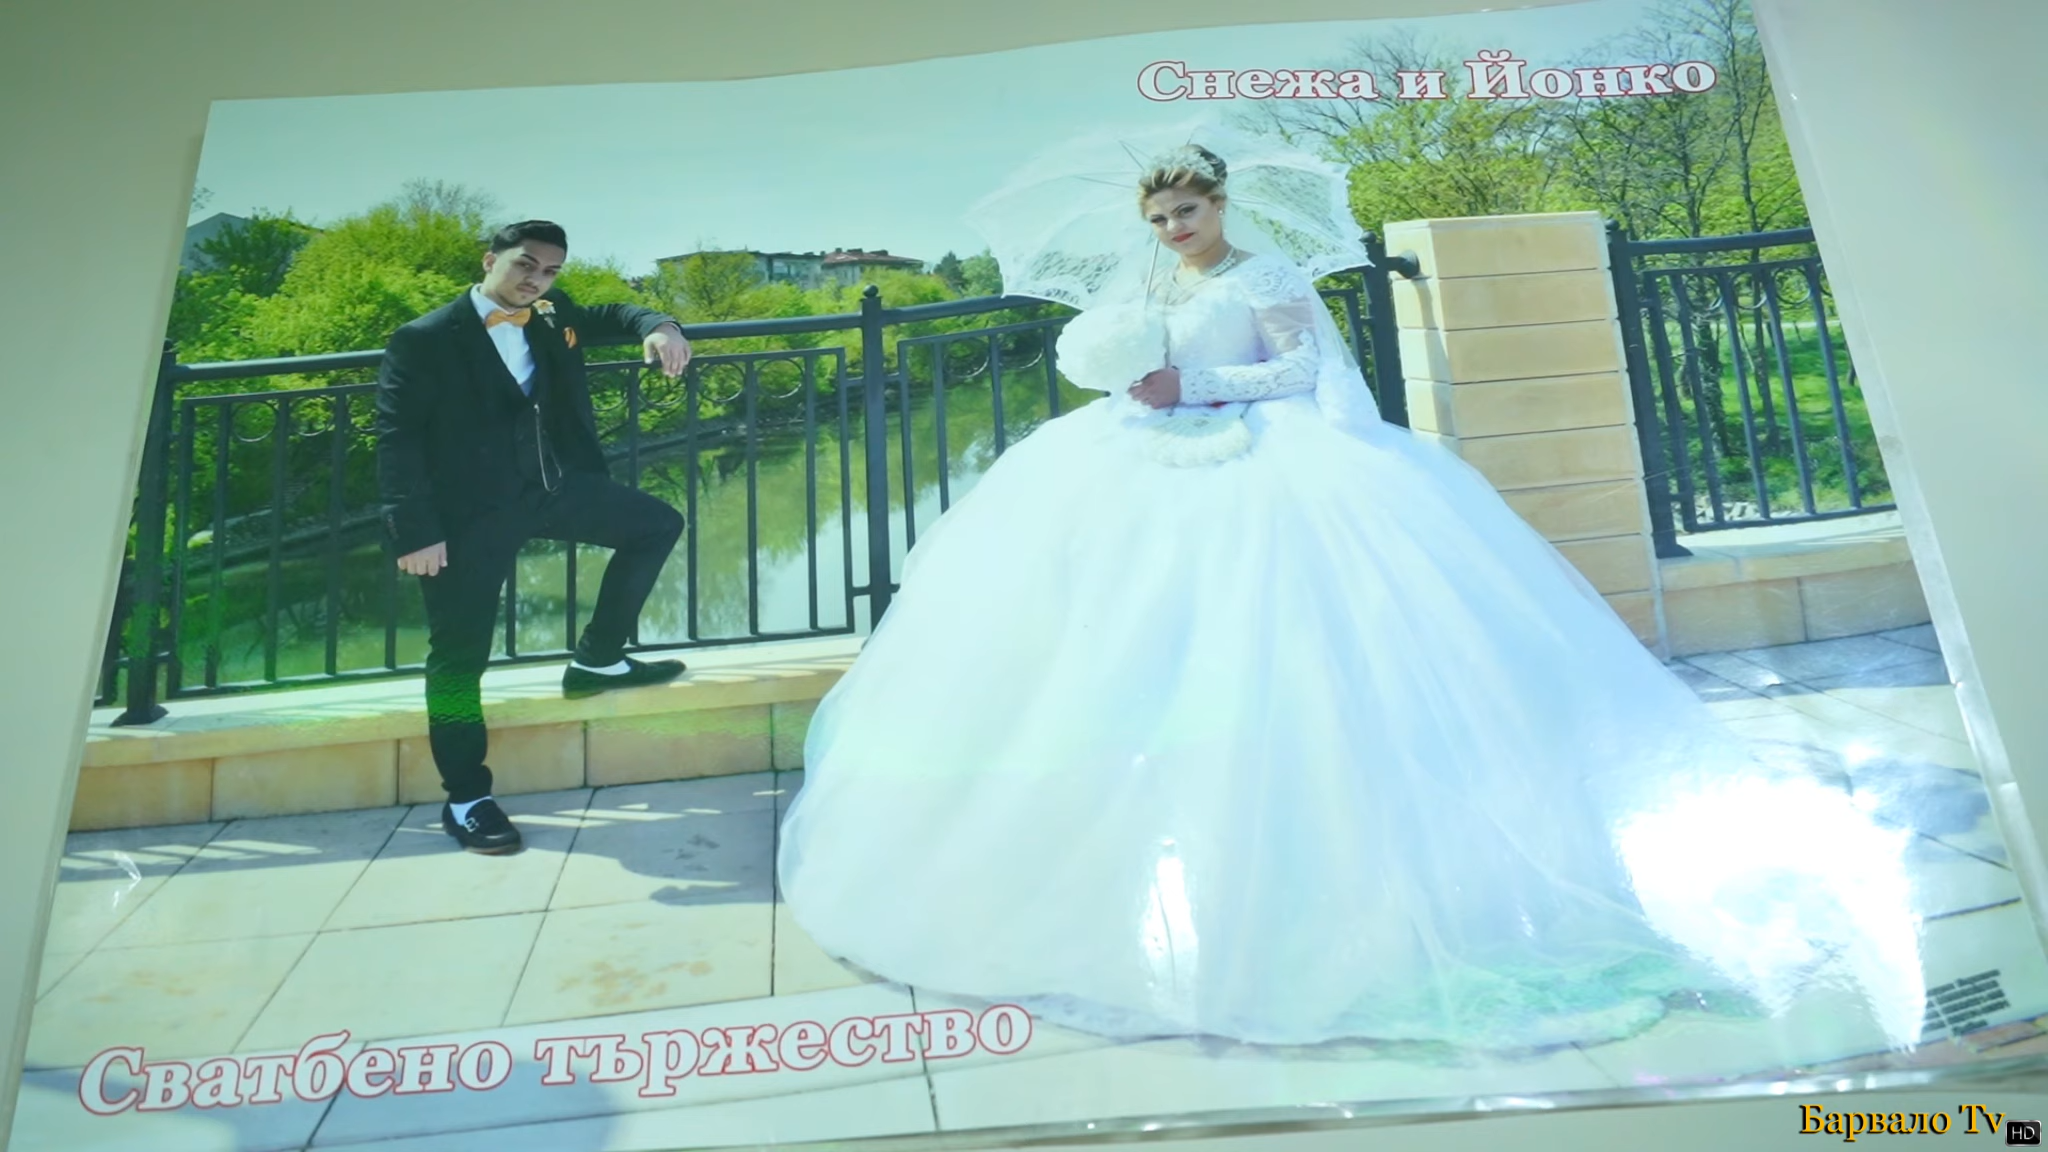 Снежа и Йонко
Сватбено тържество
Барвало Tv HD